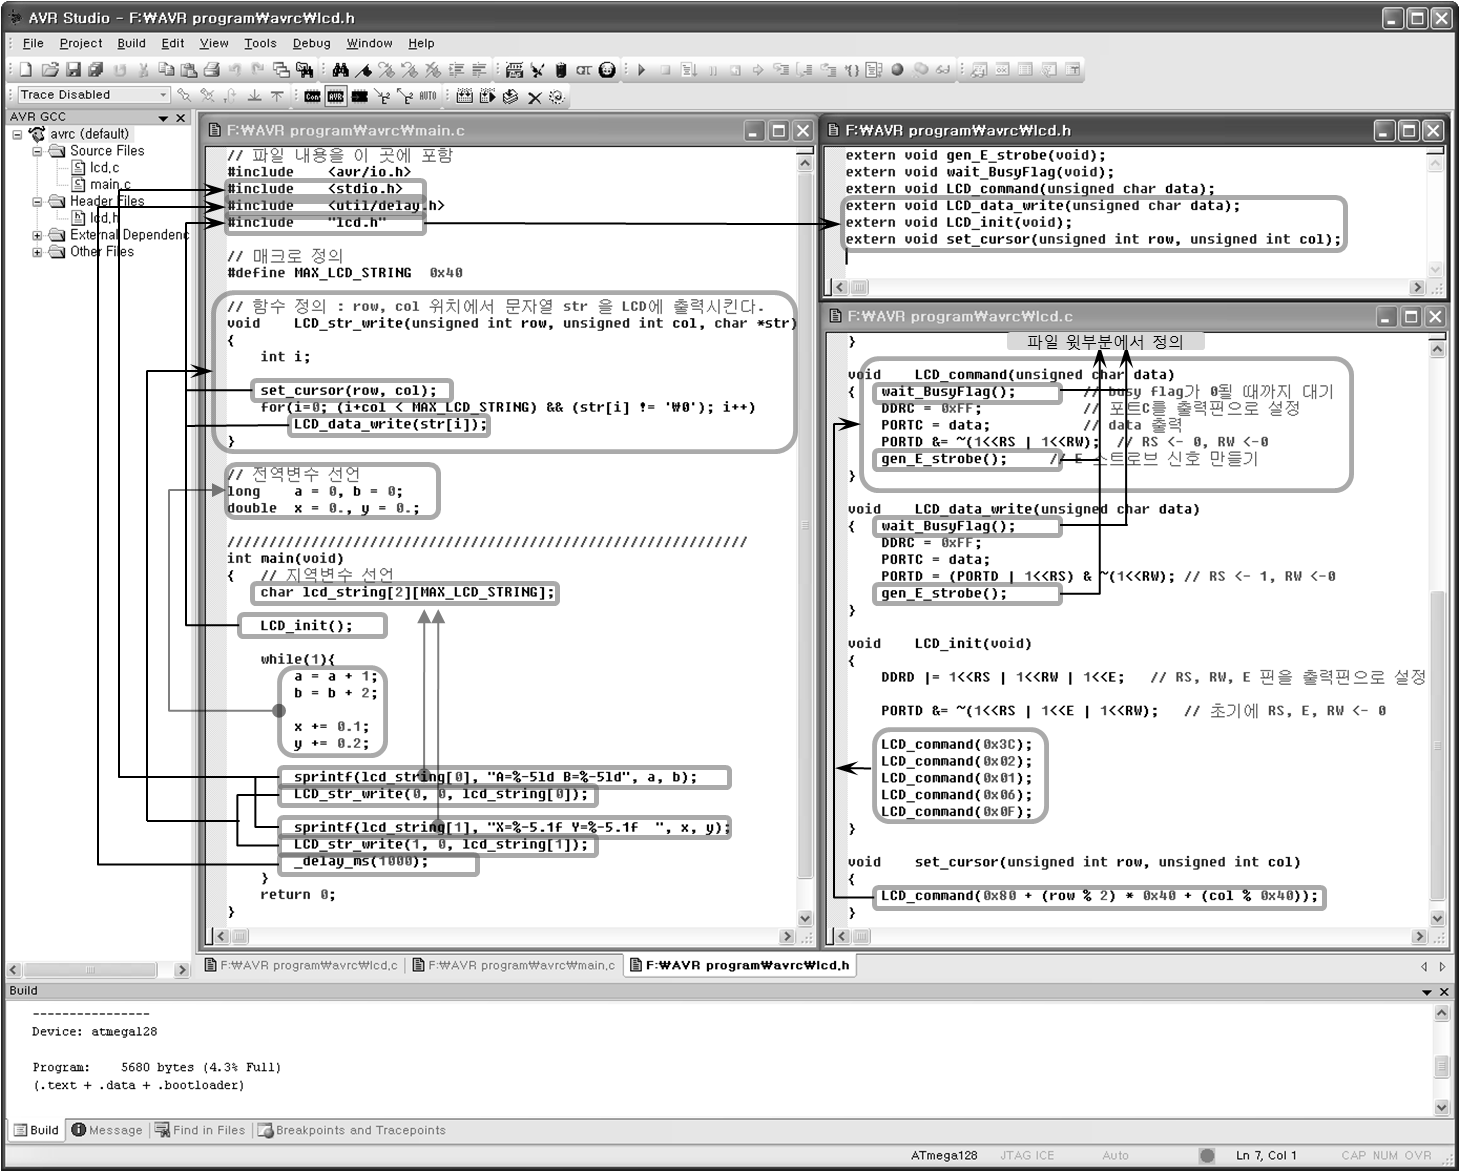 AVR Studio - F:₩AVR program₩avrc₩lcd.h
File Project Build Edit View Tools Debug Window Help
Trace Disabled
AVR GCC
avrc (default)
Source Files
lcd.c
main.c
Header Files
lcd.h
External Dependenc
Other Files
F:₩AVR program₩avrc₩main.c
// 파일 내용을 이 곳에 포함
#include <avr/io.h>
#include <stdio.h>
#include <util/delay.h>
#include "lcd.h"
// 매크로 정의
#define MAX_LCD_STRING 0x40
// 함수 정의 : row, col 위치에서 문자열 str 을 LCD에 출력시킨다.
void LCD_str_write(unsigned int row, unsigned int col, char *str)
{
int i;
set_cursor(row, col);
for(i=0; (i+col < MAX_LCD_STRING) && (str[i] != '₩0'); i++)
LCD_data_write(str[i]);
}
// 전역변수 선언
long a = 0, b = 0;
double x = 0., y = 0.;
//////////////////////////////////////////////////////////////
int main(void)
{ // 지역변수 선언
char lcd_string[2][MAX_LCD_STRING];
LCD_init();
while(1){
a = a + 1;
b = b + 2;
x += 0.1;
y += 0.2;
sprintf(lcd_string[0], "A=%-5ld B=%-5ld", a, b);
LCD_str_write(0, 0, lcd_string[0]);
sprintf(lcd_string[1], "X=%-5.1f Y=%-5.1f ", x, y);
LCD_str_write(1, 0, lcd_string[1]);
_delay_ms(1000);
}
return 0;
}
F:₩AVR program₩avrc₩lcd.h
extern void gen_E_strobe(void);
extern void wait_BusyFlag(void);
extern void LCD_command(unsigned char data);
extern void LCD_data_write(unsigned char data);
extern void LCD_init(void);
extern void set_cursor(unsigned int row, unsigned int col);
F:₩AVR program₩avrc₩lcd.c
파일 윗부분에서 정의
}
void LCD_command(unsigned char data)
{ wait_BusyFlag(); // busy flag가 0될 때까지 대기
DDRC = 0xFF; // 포트C를 출력핀으로 설정
PORTC = data; // data 출력
PORTD &= ~(1<<RS | 1<<RW); // RS <- 0, RW <-0
gen_E_strobe(); // E 스트로브 신호 만들기
}
void LCD_data_write(unsigned char data)
{ wait_BusyFlag();
DDRC = 0xFF;
PORTC = data;
PORTD = (PORTD | 1<<RS) & ~(1<<RW); // RS <- 1, RW <-0
gen_E_strobe();
}
void LCD_init(void)
{
DDRD |= 1<<RS | 1<<RW | 1<<E; // RS, RW, E 핀을 출력핀으로 설정
PORTD &= ~(1<<RS | 1<<E | 1<<RW); // 초기에 RS, E, RW <- 0
LCD_command(0x3C);
LCD_command(0x02);
LCD_command(0x01);
LCD_command(0x06);
LCD_command(0x0F);
}
void set_cursor(unsigned int row, unsigned int col)
{
LCD_command(0x80 + (row % 2) * 0x40 + (col % 0x40));
}
F:₩AVR program₩avrc₩lcd.c F:₩AVR program₩avrc₩main.c F:₩AVR program₩avrc₩lcd.h
Build
----------------
Device: atmega128
Program: 5680 bytes (4.3% Full)
(.text + .data + .bootloader)
Build Message Find in Files Breakpoints and Tracepoints
ATmega128 JTAG ICE Auto Ln 7, Col 1 CAP NUM OVR